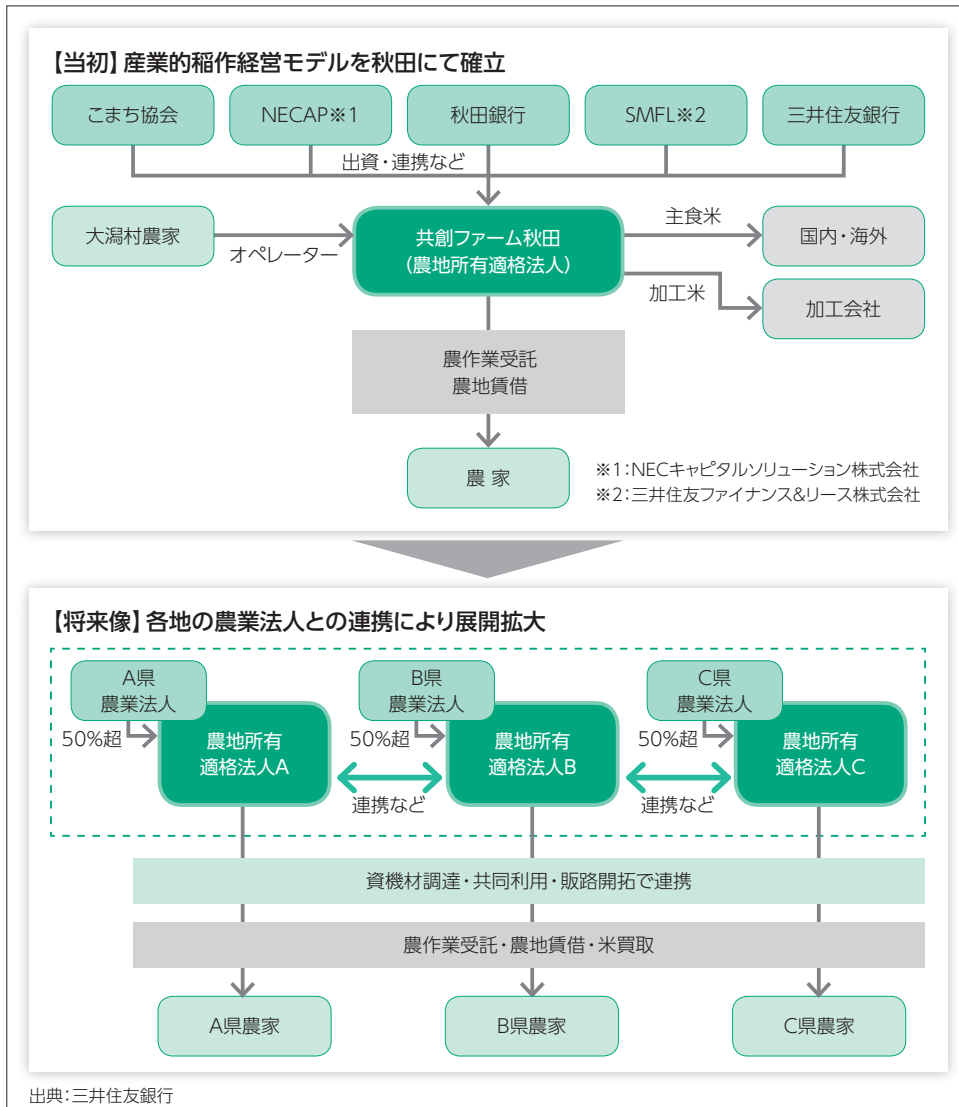 【当初】産業的稲作経営モデルを秋田にて確立
こまち協会
NECAP※1
秋田銀行
SMFL※2
三井住友銀行
出資・連携など
大潟村農家
オペレーター
共創ファーム秋田
(農地所有適格法人)
主食米
国内・海外
加工米
加工会社
農作業受託
農地賃借
農 家
※1:NECキャピタルソリューション株式会社
※2:三井住友ファイナンス&リース株式会社
【将来像】各地の農業法人との連携により展開拡大
A県
農業法人
50%超
農地所有
適格法人A
連携など
B県
農業法人
50%超
農地所有
適格法人B
連携など
C県
農業法人
50%超
農地所有
適格法人C
資機材調達・共同利用・販路開拓で連携
農作業受託・農地賃借・米買取
A県農家
B県農家
C県農家
出典:三井住友銀行